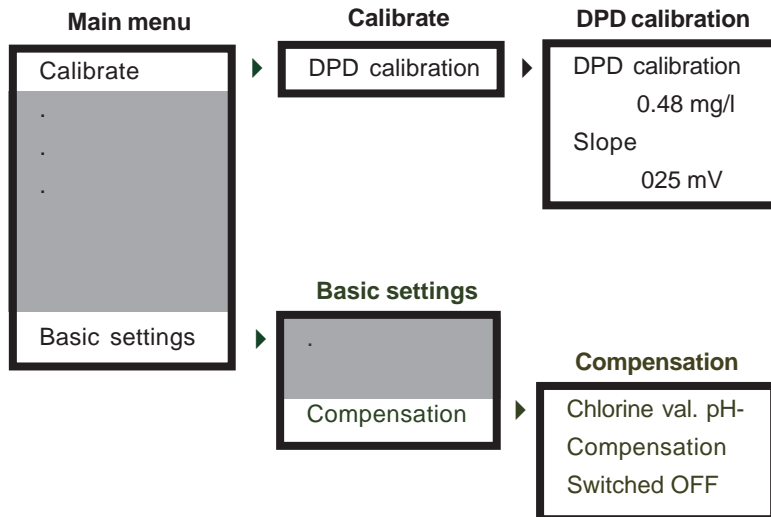 Main menu
Calibrate
.
.
.
Basic settings
Calibrate
DPD calibration
DPD calibration
DPD calibration
0.48 mg/l
Slope
025 mV
Basic settings
.
Compensation
Compensation
Chlorine val. pH-
Compensation
Switched OFF